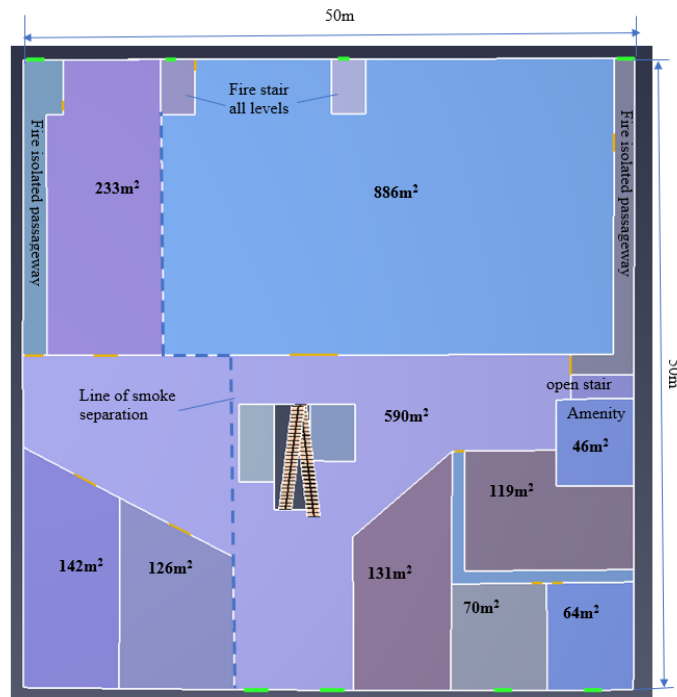 50m
Fire stair
all levels
Fire isolated passageway
Fire isolated passageway
233m²
886m²
50m
open stair
Line of smoke
separation
590m²
Amenity
46m²
119m²
142m²
126m²
131m²
70m²
64m²